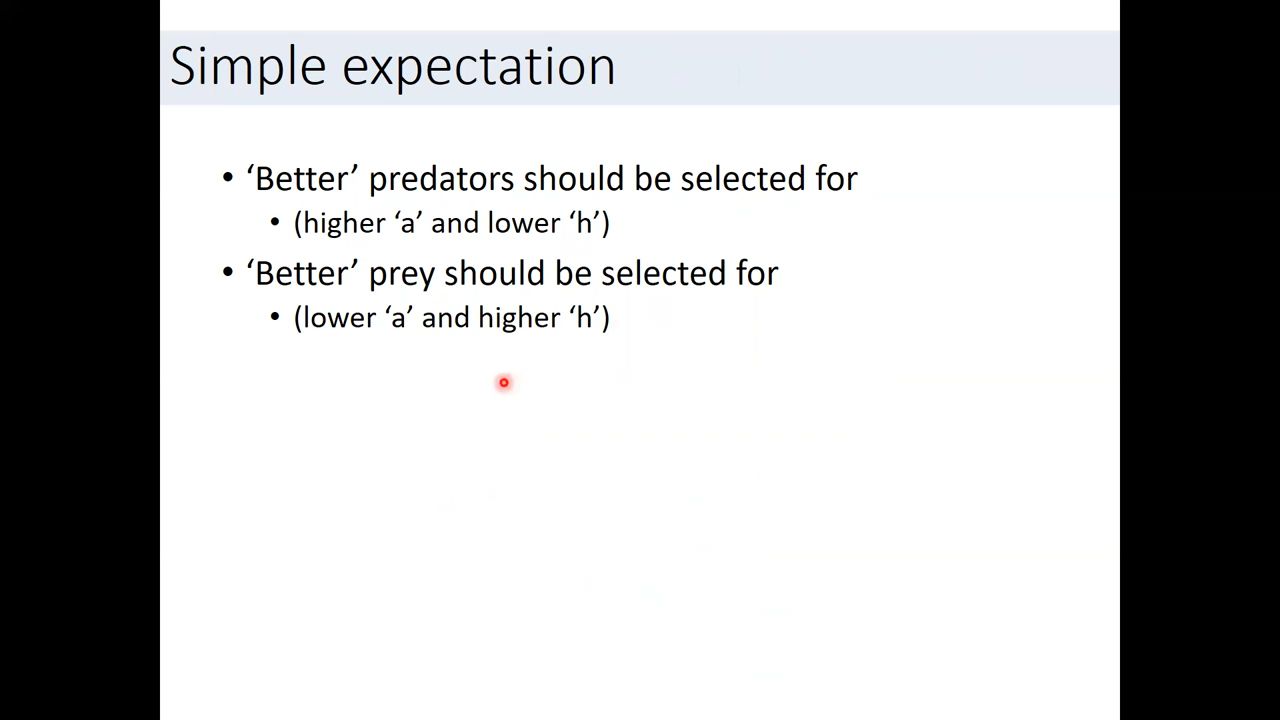 Simple expectation
• ‘Better’ predators should be selected for
• (higher ‘a’ and lower ‘h’)
• ‘Better’ prey should be selected for
• (lower ‘a’ and higher ‘h’)